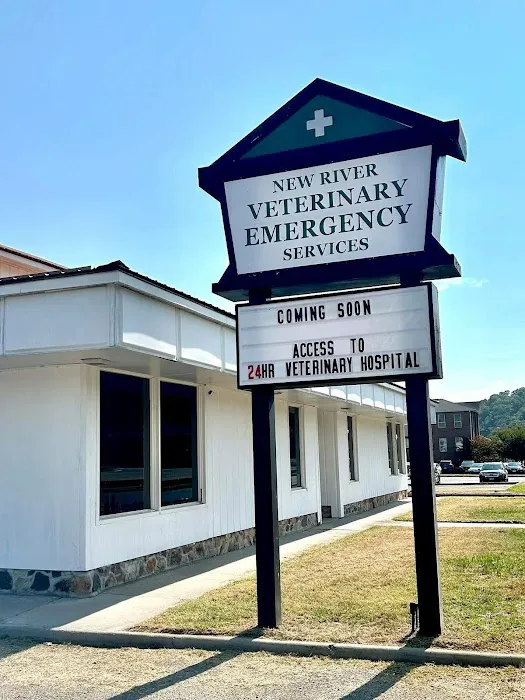 NEW RIVER
VETERINARY
EMERGENCY
SERVICES
COMING SOON
ACCESS TO
24HR VETERINARY HOSPITAL